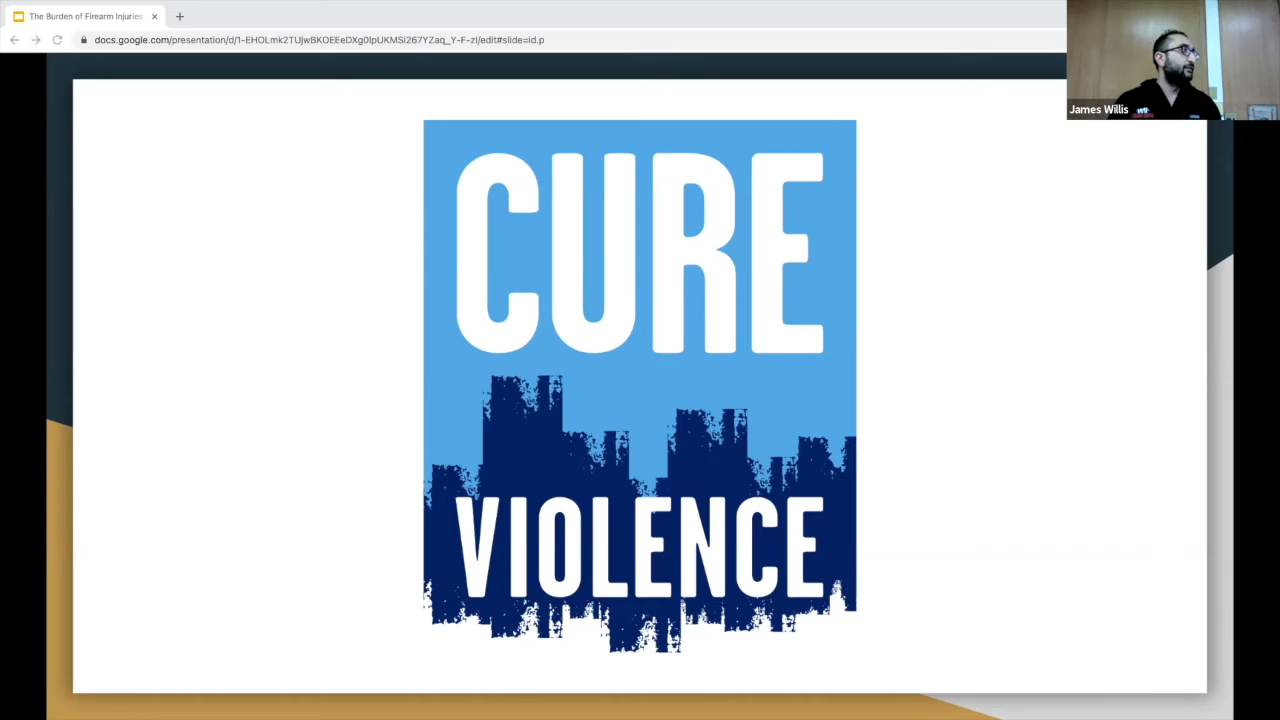 The Burden of Firearm Injuries
docs.google.com/presentation/d/1-EHOLmk2TUjwBKOEEeDXg0lpUKMSi267YZaq_Y-F-zI/edit#slide=id.p
James Willis
CURE
VIOLENCE